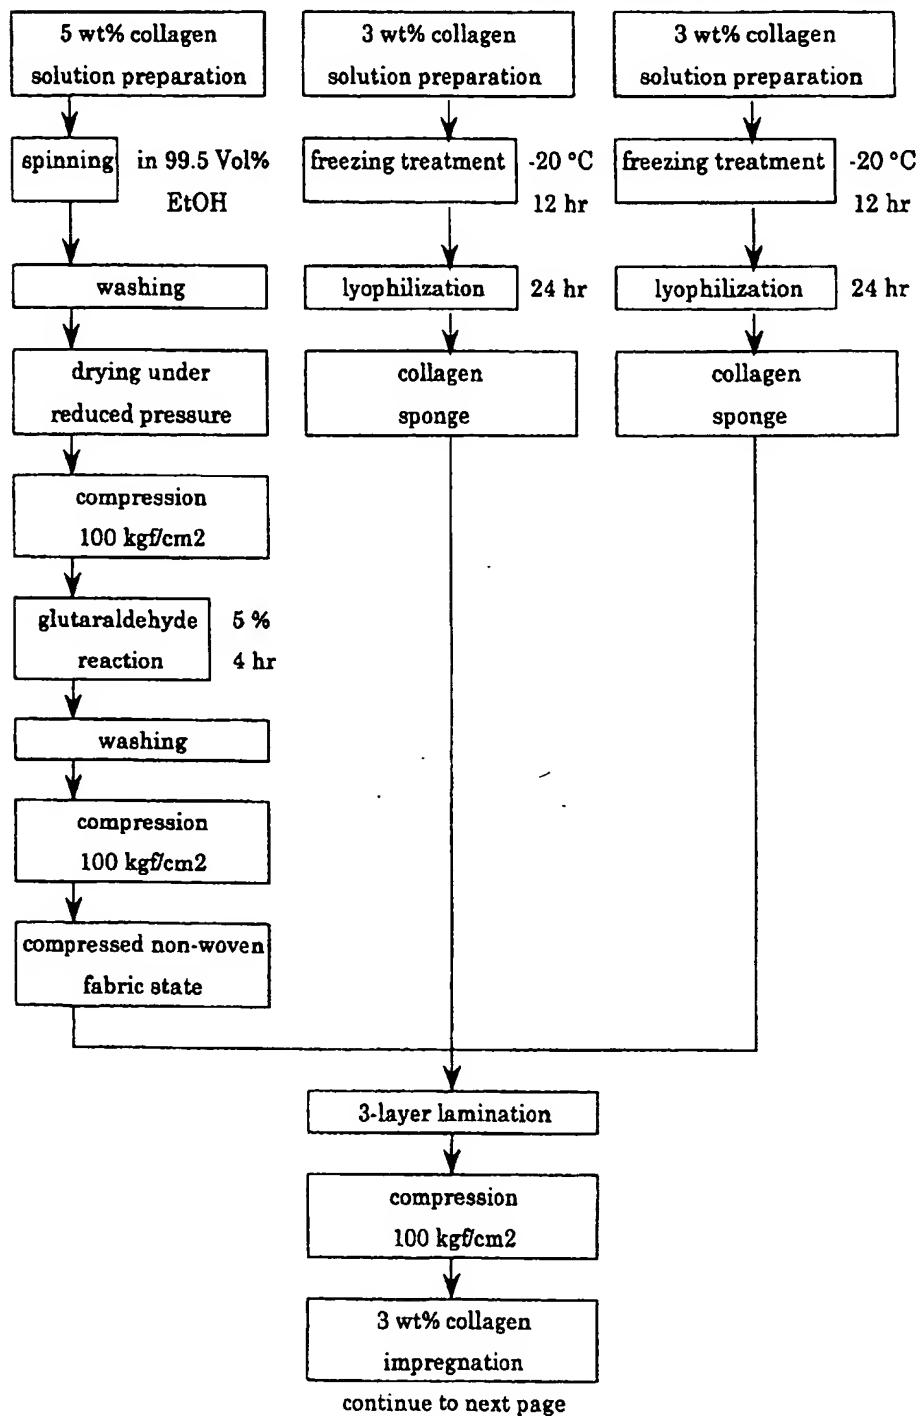 5 wt% collagen
solution preparation
spinning
in 99.5 Vol%
EtOH
washing
drying under
reduced pressure
compression
100 kgf/cm2
glutaraldehyde
reaction
5 %
4 hr
washing
compression
100 kgf/cm2
compressed non-woven
fabric state
3 wt% collagen
solution preparation
freezing treatment
-20 °C
12 hr
lyophilization
24 hr
collagen
sponge
3 wt% collagen
solution preparation
freezing treatment
-20 °C
12 hr
lyophilization
24 hr
collagen
sponge
3-layer lamination
compression
100 kgf/cm2
3 wt% collagen
impregnation
continue to next page